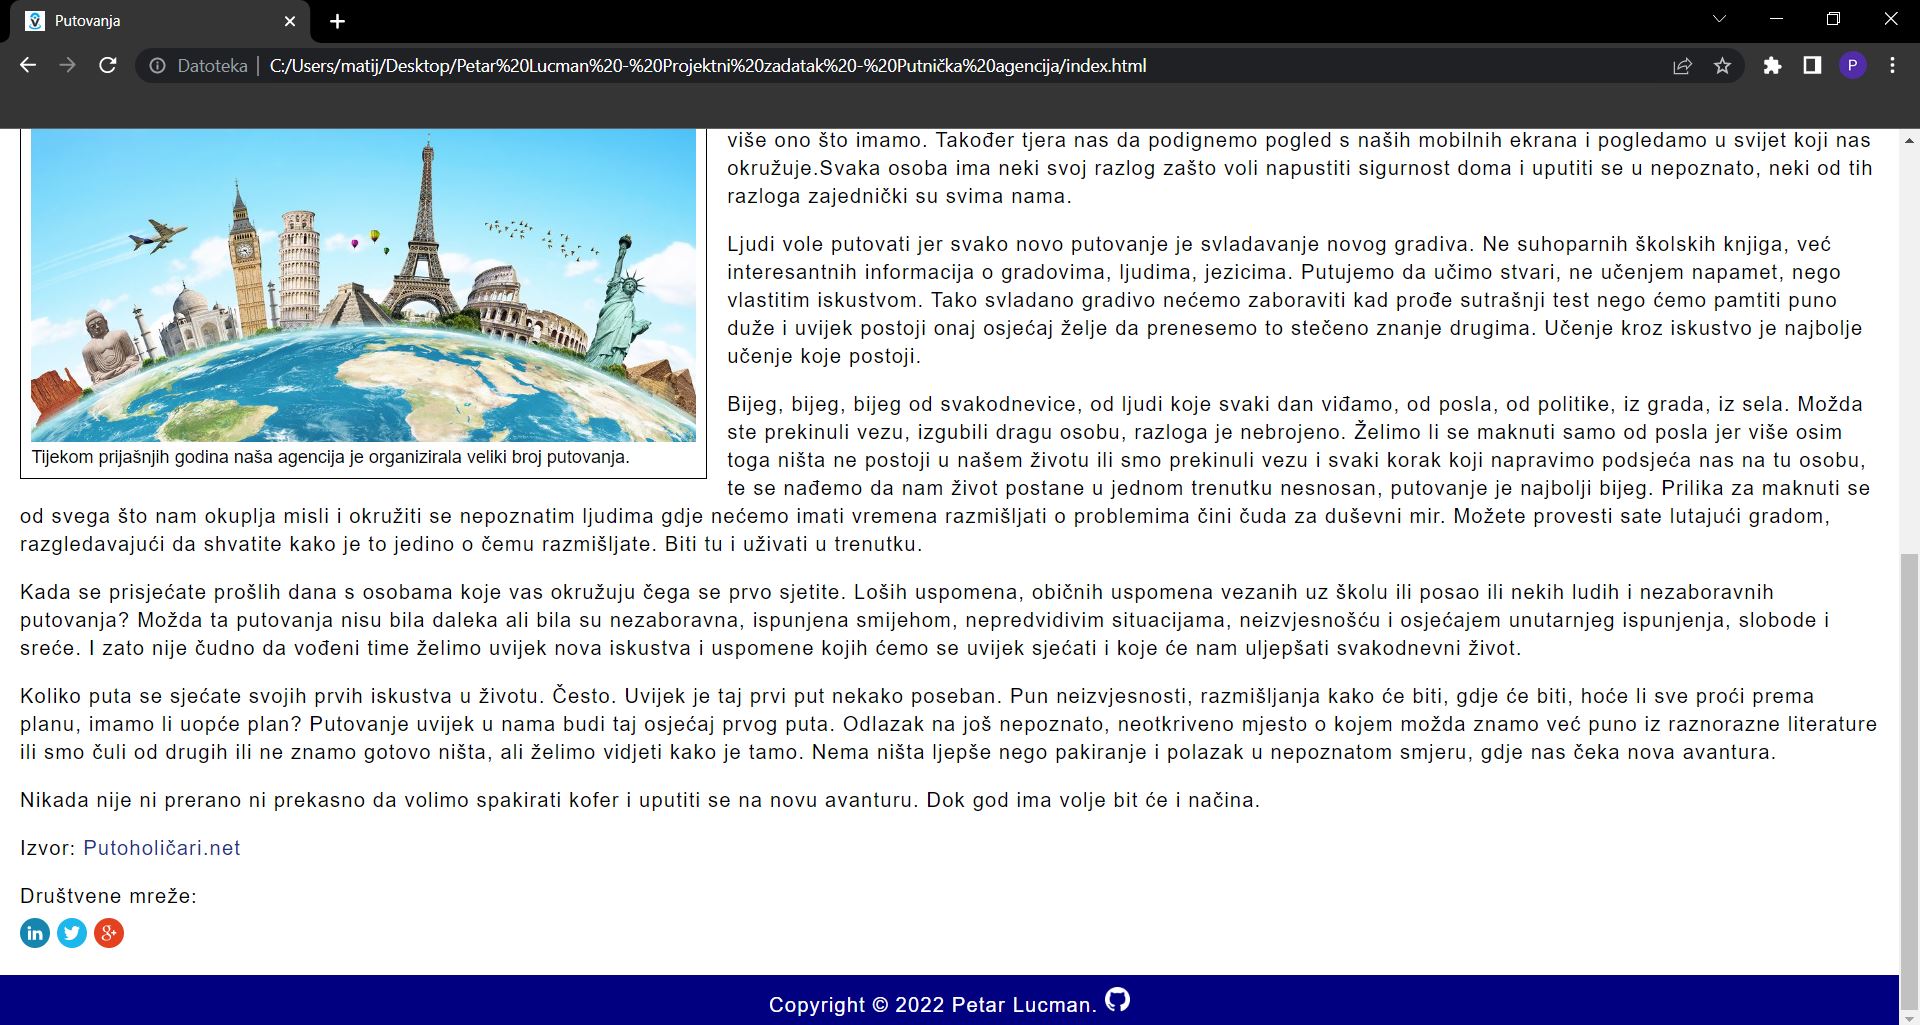 Putovanja
Datoteka | C:/Users/matij/Desktop/Petar%20Lucman%20-%20Projektni%20zadatak%20-%20Putnička%20agencija/index.html
P
više ono što imamo. Također tjera nas da podignemo pogled s naših mobilnih ekrana i pogledamo u svijet koji nas
okružuje.Svaka osoba ima neki svoj razlog zašto voli napustiti sigurnost doma i uputiti se u nepoznato, neki od tih
razloga zajednički su svima nama.
Ljudi vole putovati jer svako novo putovanje je svladavanje novog gradiva. Ne suhoparnih školskih knjiga, već
interesantnih informacija o gradovima, ljudima, jezicima. Putujemo da učimo stvari, ne učenjem napamet, nego
vlastitim iskustvom. Tako svladano gradivo nećemo zaboraviti kad prođe sutrašnji test nego ćemo pamtiti puno
duže i uvijek postoji onaj osjećaj želje da prenesemo to stečeno znanje drugima. Učenje kroz iskustvo je najbolje
učenje koje postoji.
Tijekom prijašnjih godina naša agencija je organizirala veliki broj putovanja.
Bijeg, bijeg, bijeg od svakodnevice, od ljudi koje svaki dan viđamo, od posla, od politike, iz grada, iz sela. Možda
ste prekinuli vezu, izgubili dragu osobu, razloga je nebrojeno. Želimo li se maknuti samo od posla jer više osim
toga ništa ne postoji u našem životu ili smo prekinuli vezu i svaki korak koji napravimo podsjeća nas na tu osobu,
te se nađemo da nam život postane u jednom trenutku nesnosan, putovanje je najbolji bijeg. Prilika za maknuti se
od svega što nam okuplja misli i okružiti se nepoznatim ljudima gdje nećemo imati vremena razmišljati o problemima čini čuda za duševni mir. Možete provesti sate lutajući gradom,
razgledavajući da shvatite kako je to jedino o čemu razmišljate. Biti tu i uživati u trenutku.
Kada se prisjećate prošlih dana s osobama koje vas okružuju čega se prvo sjetite. Loših uspomena, običnih uspomena vezanih uz školu ili posao ili nekih ludih i nezaboravnih
putovanja? Možda ta putovanja nisu bila daleka ali bila su nezaboravna, ispunjena smijehom, nepredvidivim situacijama, neizvjesnošću i osjećajem unutarnjeg ispunjenja, slobode i
sreće. I zato nije čudno da vođeni time želimo uvijek nova iskustva i uspomene kojih ćemo se uvijek sjećati i koje će nam uljepšati svakodnevni život.
Koliko puta se sjećate svojih prvih iskustva u životu. Često. Uvijek je taj prvi put nekako poseban. Pun neizvjesnosti, razmišljanja kako će biti, gdje će biti, hoće li sve proći prema
planu, imamo li uopće plan? Putovanje uvijek u nama budi taj osjećaj prvog puta. Odlazak na još nepoznato, neotkriveno mjesto o kojem možda znamo već puno iz raznorazne literature
ili smo čuli od drugih ili ne znamo gotovo ništa, ali želimo vidjeti kako je tamo. Nema ništa ljepše nego pakiranje i polazak u nepoznatom smjeru, gdje nas čeka nova avantura.
Nikada nije ni prerano ni prekasno da volimo spakirati kofer i uputiti se na novu avanturu. Dok god ima volje bit će i načina.
Izvor: Putoholičari.net
Društvene mreže:
in g+
Copyright © 2022 Petar Lucman.